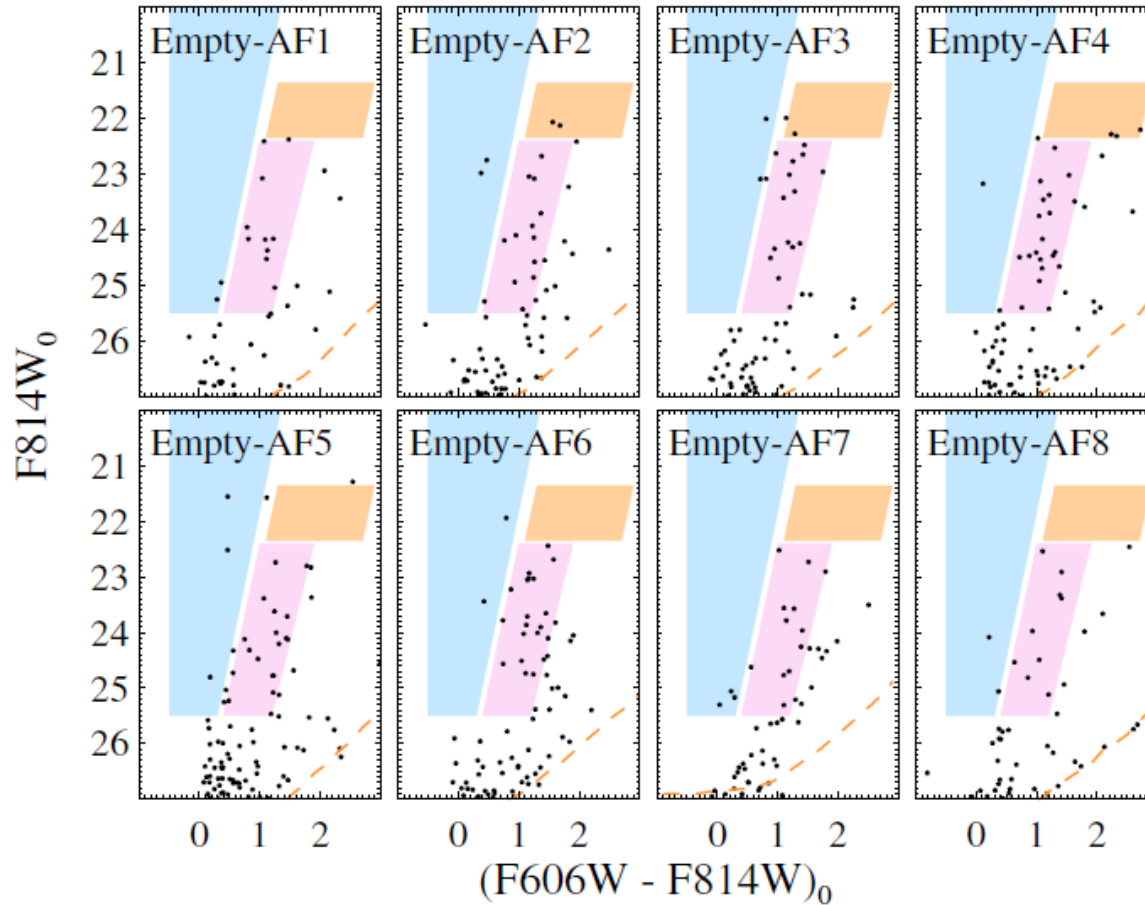 Empty-AF1 Empty-AF2 Empty-AF3 Empty-AF4
21
22
23
24
25
26
Empty-AF5 Empty-AF6 Empty-AF7 Empty-AF8
21
22
23
24
25
26
F814W₀
0 1 2 0 1 2 0 1 2 0 1 2
(F606W - F814W)₀